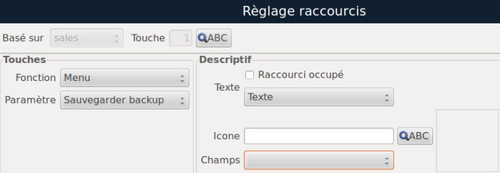 Règlage raccourcis
Basé sur sales Touche 1 ABC
Touches
Fonction Menu
Paramètre Sauvegarder backup
Descriptif
Raccourci occupé
Texte
Texte
Icone ABC
Champs